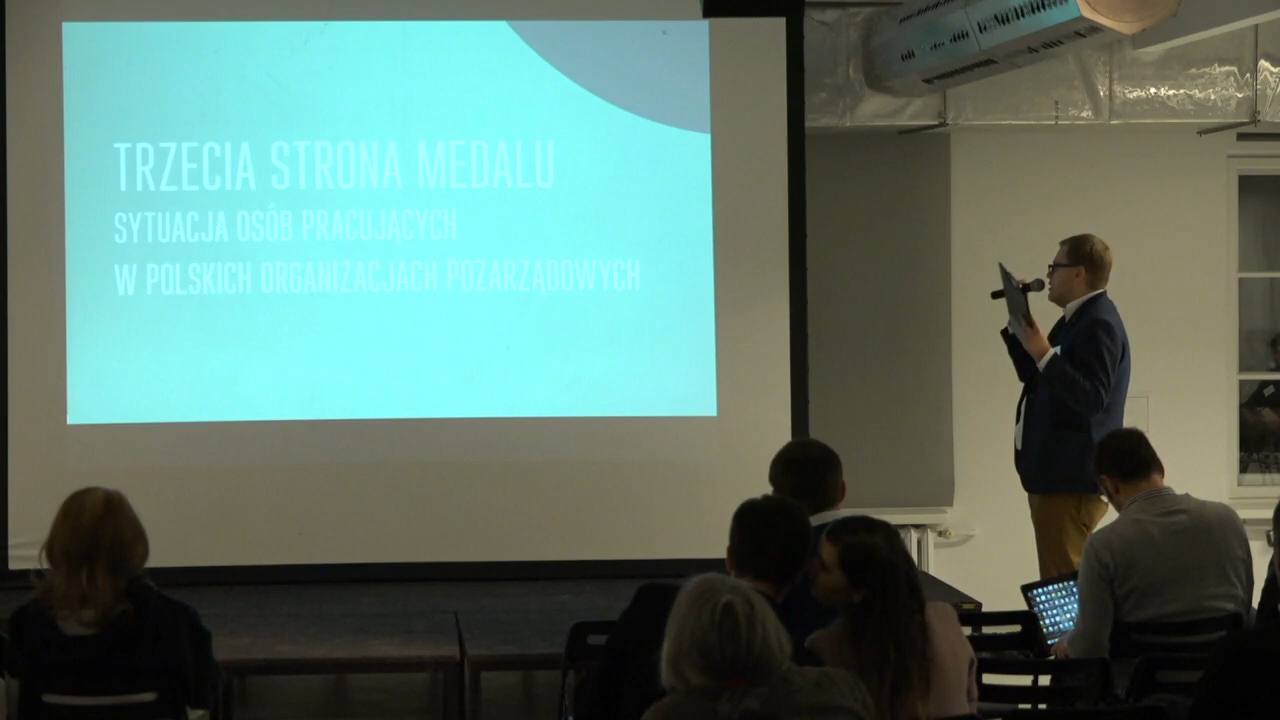 TRZECIA STRONA MEDALU
SYTUACJA OSÓB PRACUJĄCYCH
W POLSKICH ORGANIZACJACH POZARZĄDOWYCH